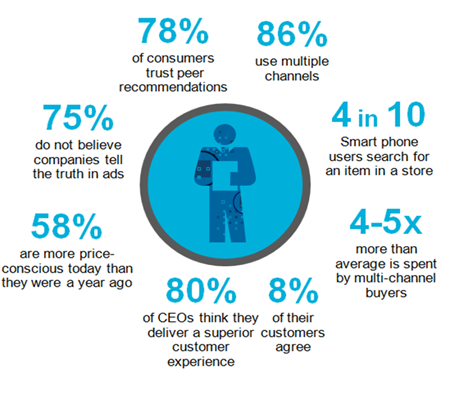 78%
of consumers
trust peer
recommendations
86%
use multiple
channels
75%
do not believe
companies tell
the truth in ads
4 in 10
Smart phone
users search for
an item in a store
58%
are more price-
conscious today than
they were a year ago
4-5x
more than
average is spent
by multi-channel
buyers
80%
of CEOs think they
deliver a superior
customer
experience
8%
of their
customers
agree